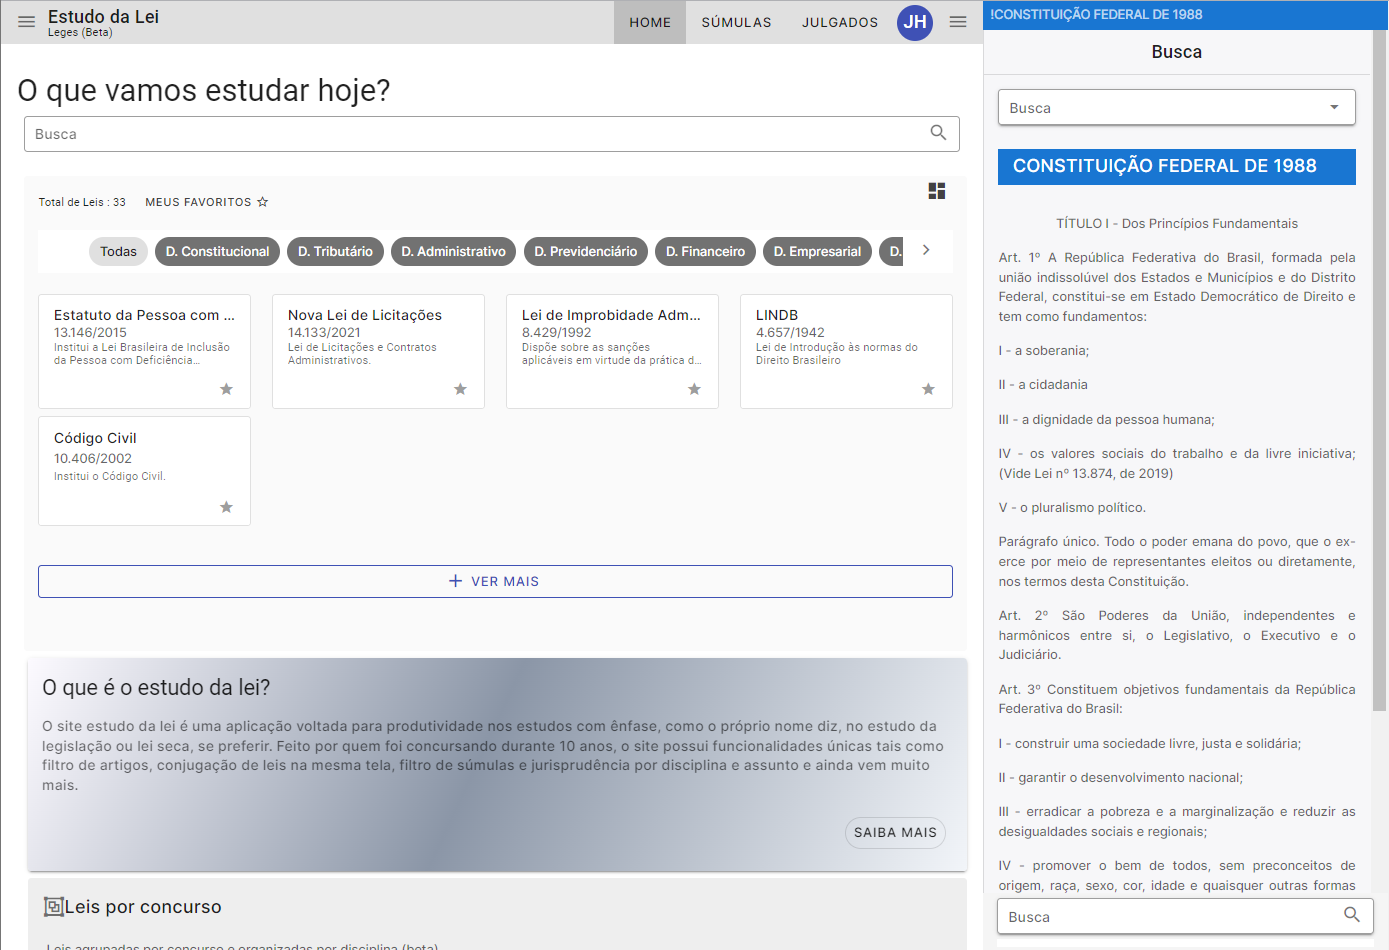 Estudo da Lei
Leges (Beta)
HOME
SÚMULAS
JULGADOS
JH
O que vamos estudar hoje?
Busca
Total de Leis : 33
MEUS FAVORITOS
Todas
D. Constitucional
D. Tributário
D. Administrativo
D. Previdenciário
D. Financeiro
D. Empresarial
D.
Estatuto da Pessoa com ...
13.146/2015
Institui a Lei Brasileira de Inclusão
da Pessoa com Deficiência...
Nova Lei de Licitações
14.133/2021
Lei de Licitações e Contratos
Administrativos.
Lei de Improbidade Adm...
8.429/1992
Dispõe sobre as sanções
aplicáveis em virtude da prática d...
LINDB
4.657/1942
Lei de Introdução às normas do
Direito Brasileiro
Código Civil
10.406/2002
Institui o Código Civil.
VER MAIS
O que é o estudo da lei?
O site estudo da lei é uma aplicação voltada para produtividade nos estudos com ênfase, como o próprio nome diz, no estudo da
legislação ou lei seca, se preferir. Feito por quem foi concursando durante 10 anos, o site possui funcionalidades únicas tais como
filtro de artigos, conjugação de leis na mesma tela, filtro de súmulas e jurisprudência por disciplina e assunto e ainda vem muito
mais.
SAIBA MAIS
Leis por concurso
Leis agrupadas por concurso e organizadas por disciplina (beta)
!CONSTITUIÇÃO FEDERAL DE 1988
Busca
Busca
CONSTITUIÇÃO FEDERAL DE 1988
TÍTULO I - Dos Princípios Fundamentais
Art. 1º A República Federativa do Brasil, formada pela
união indissolúvel dos Estados e Municípios e do Distrito
Federal, constitui-se em Estado Democrático de Direito e
tem como fundamentos:
I - a soberania;
II - a cidadania
III - a dignidade da pessoa humana;
IV - os valores sociais do trabalho e da livre iniciativa;
(Vide Lei nº 13.874, de 2019)
V - o pluralismo político.
Parágrafo único. Todo o poder emana do povo, que o ex-
erce por meio de representantes eleitos ou diretamente,
nos termos desta Constituição.
Art. 2º São Poderes da União, independentes e
harmônicos entre si, o Legislativo, o Executivo e o
Judiciário.
Art. 3º Constituem objetivos fundamentais da República
Federativa do Brasil:
I - construir uma sociedade livre, justa e solidária;
II - garantir o desenvolvimento nacional;
III - erradicar a pobreza e a marginalização e reduzir as
desigualdades sociais e regionais;
IV - promover o bem de todos, sem preconceitos de
origem, raça, sexo, cor, idade e quaisquer outras formas
Busca